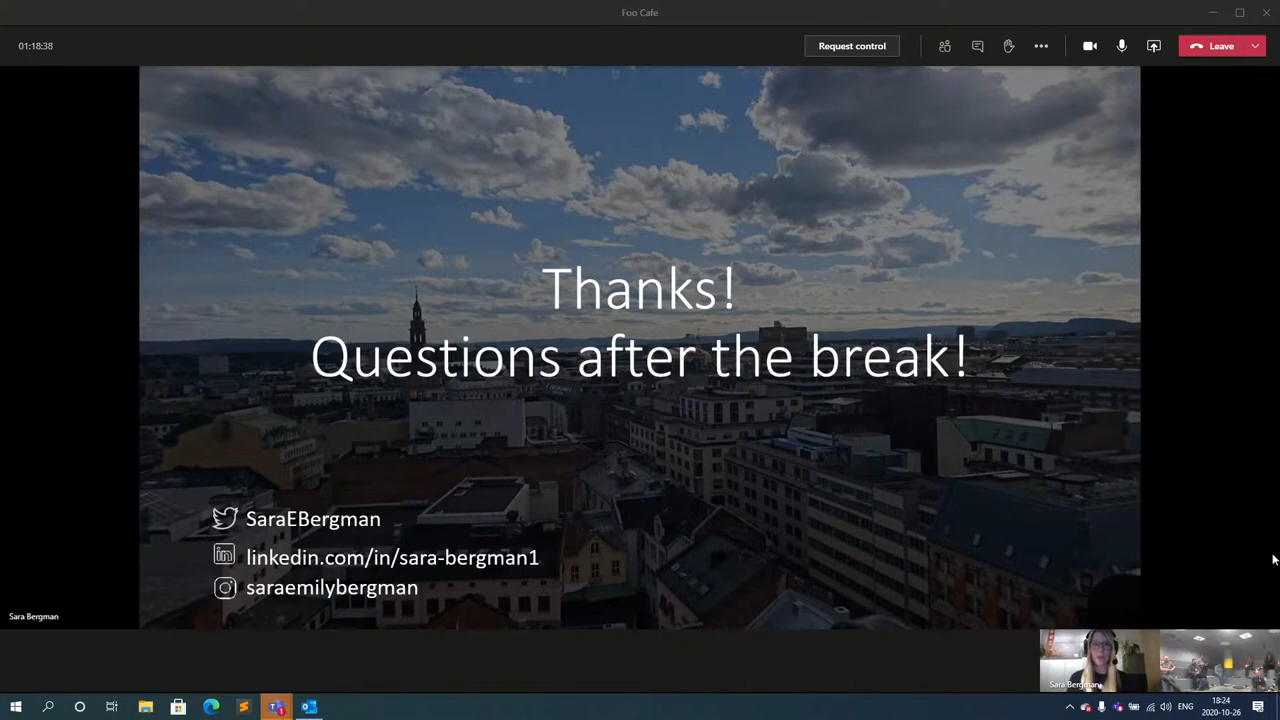 Foo Cafe
01:18:38
Request control
Leave
Thanks!
Questions after the break!
SaraEBergman
linkedin.com/in/sara-bergman1
saraemilybergman
Sara Bergman
Sara Bergman
ENG
18:24
2020-10-26